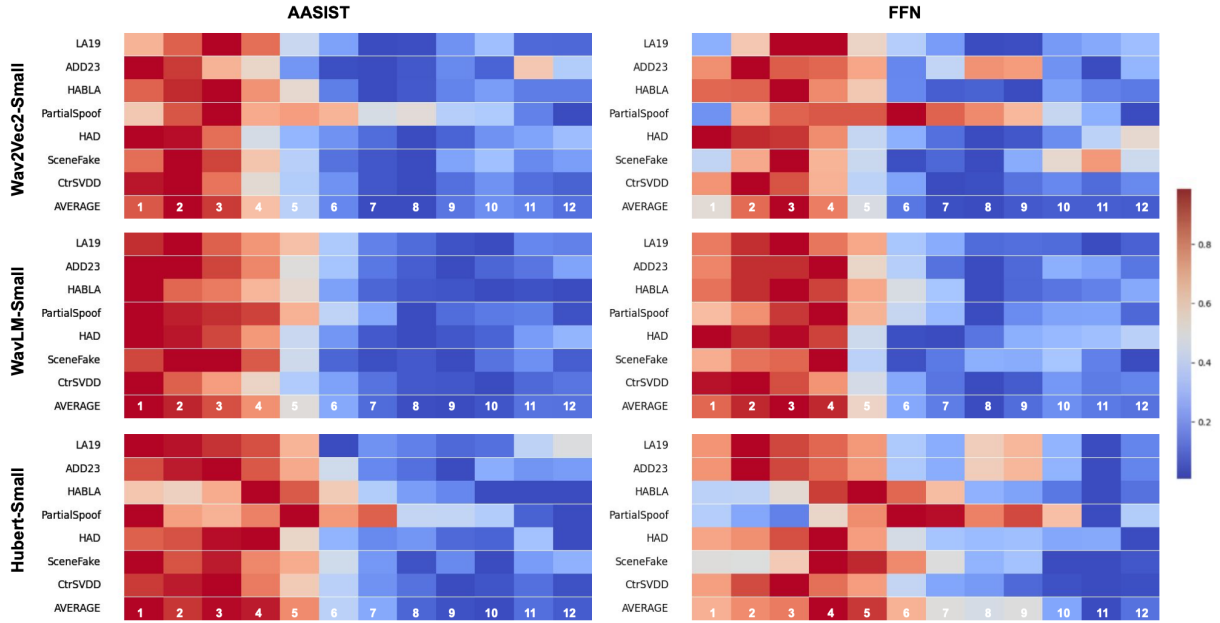 AASIST
FFN
Wav2Vec2-Small
LA19
ADD23
HABLA
PartialSpoof
HAD
SceneFake
CtrSVDD
AVERAGE
1 2 3 4 5 6 7 8 9 10 11 12
LA19
ADD23
HABLA
PartialSpoof
HAD
SceneFake
CtrSVDD
AVERAGE
1 2 3 4 5 6 7 8 9 10 11 12
WavLM-Small
LA19
ADD23
HABLA
PartialSpoof
HAD
SceneFake
CtrSVDD
AVERAGE
1 2 3 4 5 6 7 8 9 10 11 12
LA19
ADD23
HABLA
PartialSpoof
HAD
SceneFake
CtrSVDD
AVERAGE
1 2 3 4 5 6 7 8 9 10 11 12
Hubert-Small
LA19
ADD23
HABLA
PartialSpoof
HAD
SceneFake
CtrSVDD
AVERAGE
1 2 3 4 5 6 7 8 9 10 11 12
LA19
ADD23
HABLA
PartialSpoof
HAD
SceneFake
CtrSVDD
AVERAGE
1 2 3 4 5 6 7 8 9 10 11 12
0.8
0.6
0.4
0.2